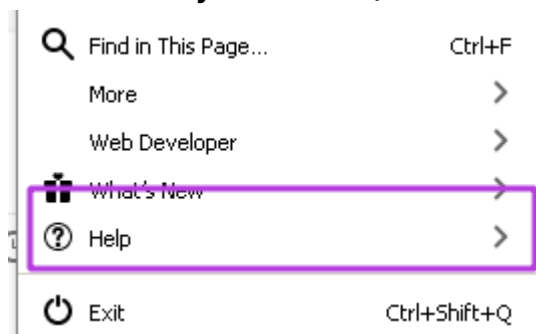 Find in This Page... Ctrl+F
More
Web Developer
What's New
Help
Exit Ctrl+Shift+Q